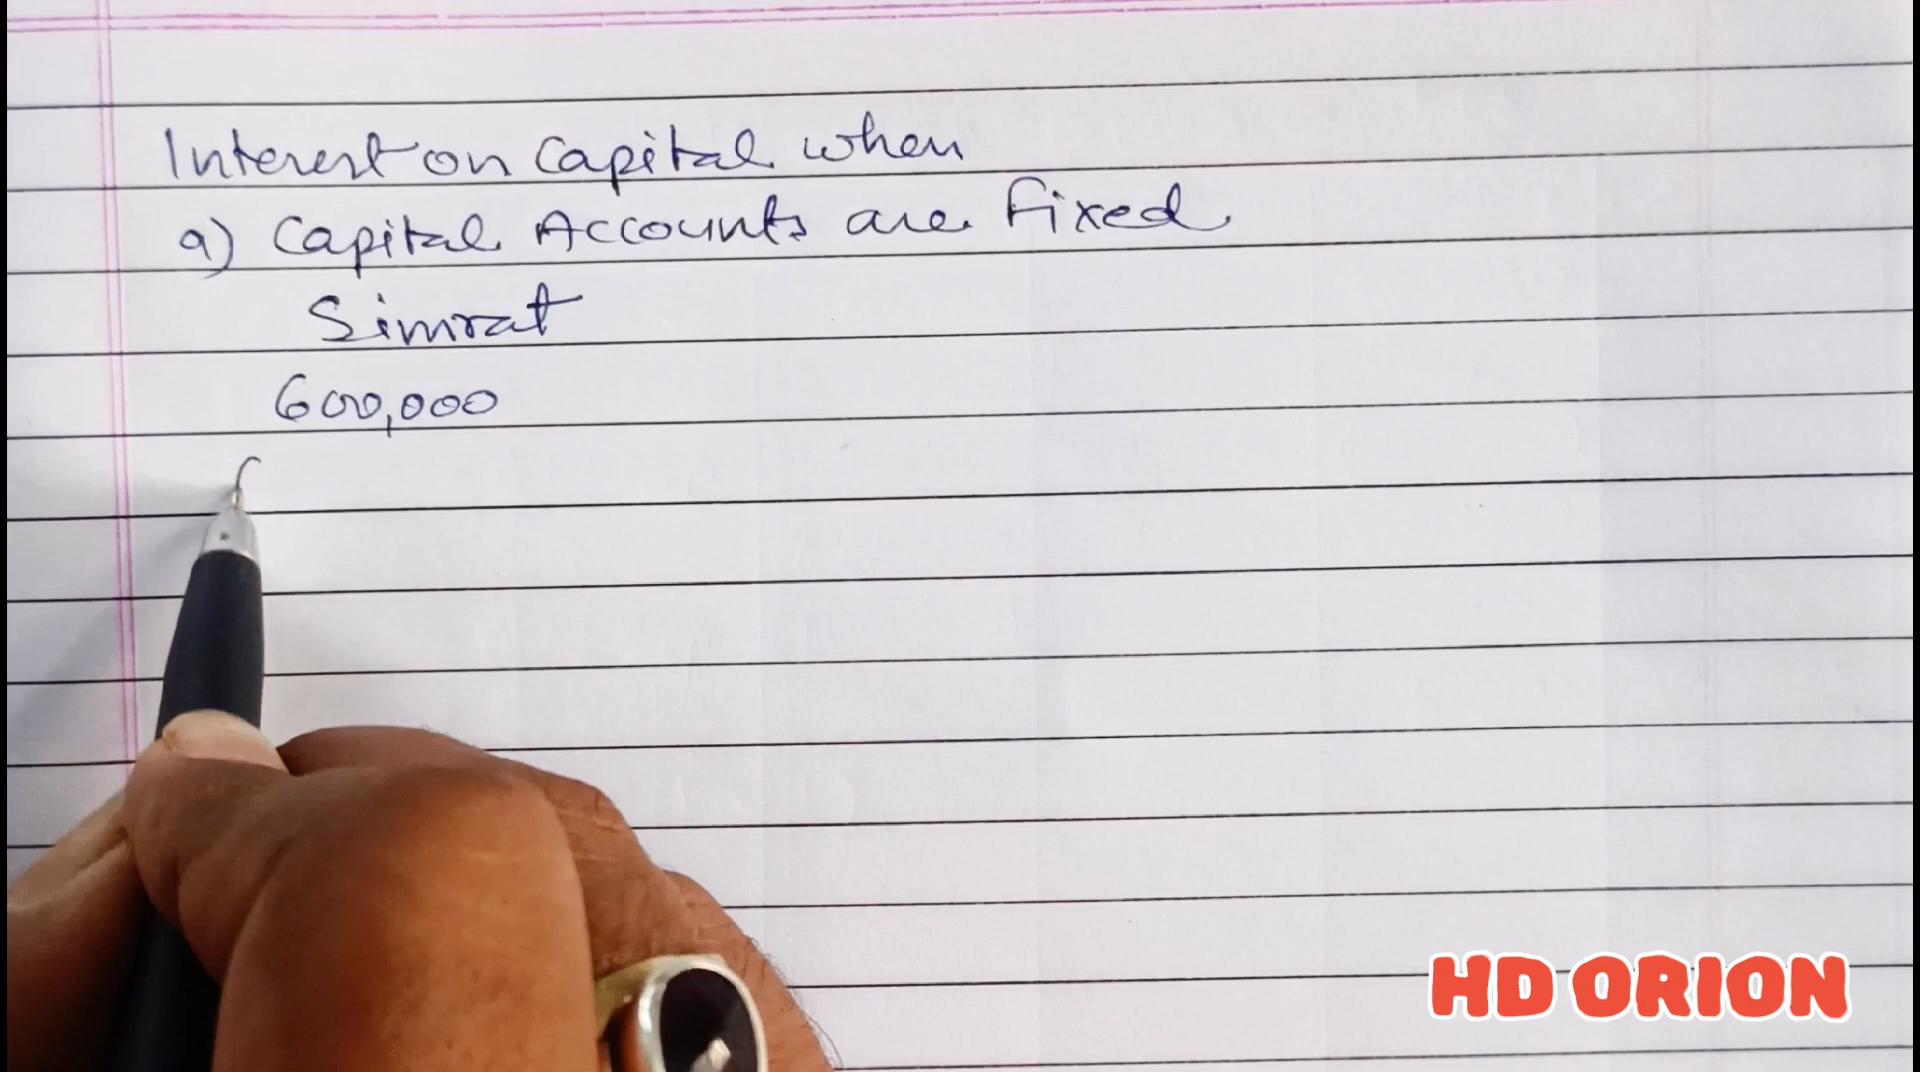 Interest on Capital when
a) Capital Accounts are fixed
Simrat
600,000
HD ORION